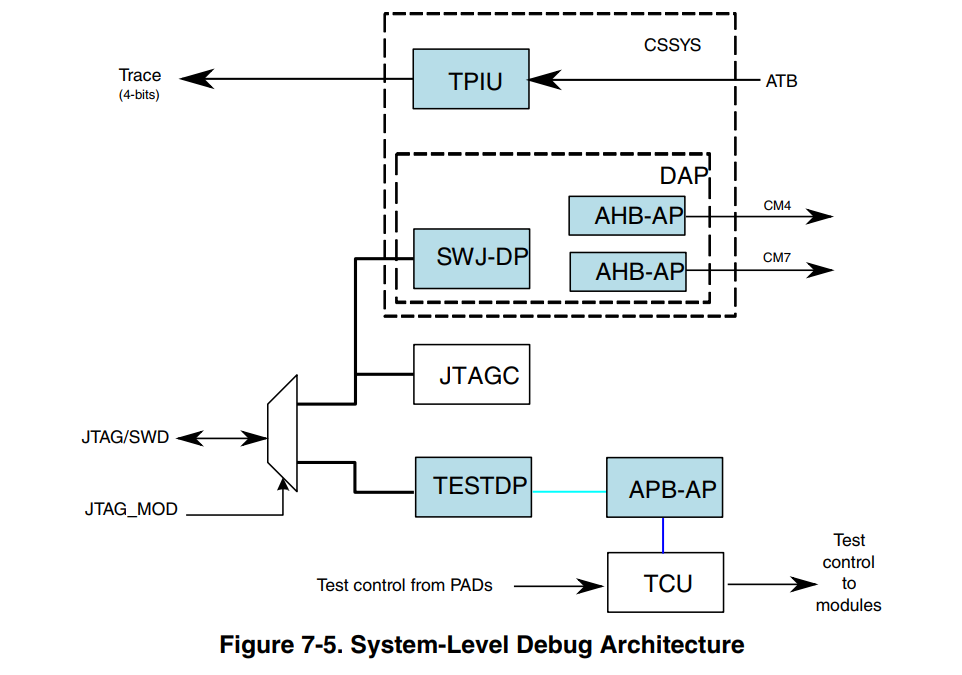 CSSYS
Trace
(4-bits)
TPIU
ATB
DAP
AHB-AP
CM4
SWJ-DP
AHB-AP
CM7
JTAGC
JTAG/SWD
JTAG_MOD
TESTDP
APB-AP
Test control from PADs
TCU
Test
control
to
modules
Figure 7-5. System-Level Debug Architecture